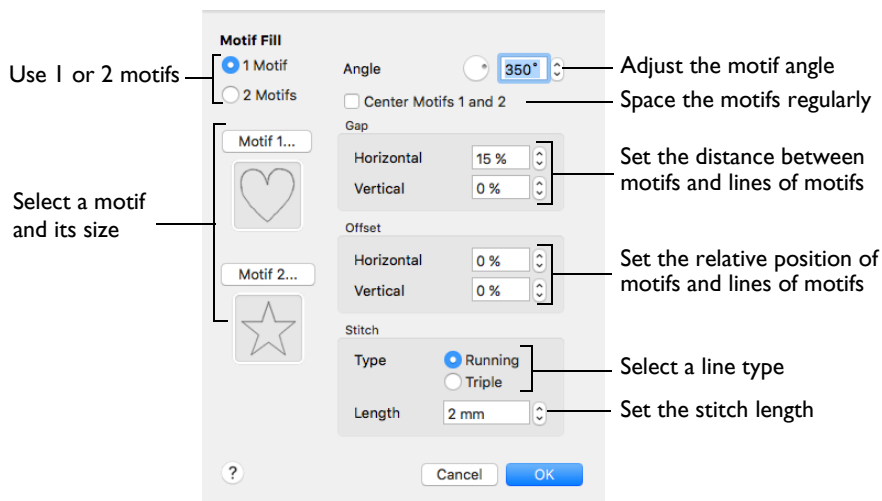 Motif Fill
Use 1 or 2 motifs
1 Motif
2 Motifs
Angle
350°
Adjust the motif angle
Center Motifs 1 and 2
Space the motifs regularly
Select a motif
and its size
Motif 1...
Motif 2...
Gap
Horizontal
15 %
Vertical
0 %
Set the distance between
motifs and lines of motifs
Offset
Horizontal
0 %
Vertical
0 %
Set the relative position of
motifs and lines of motifs
Stitch
Type
Running
Triple
Select a line type
Length
2 mm
Set the stitch length
?
Cancel
OK